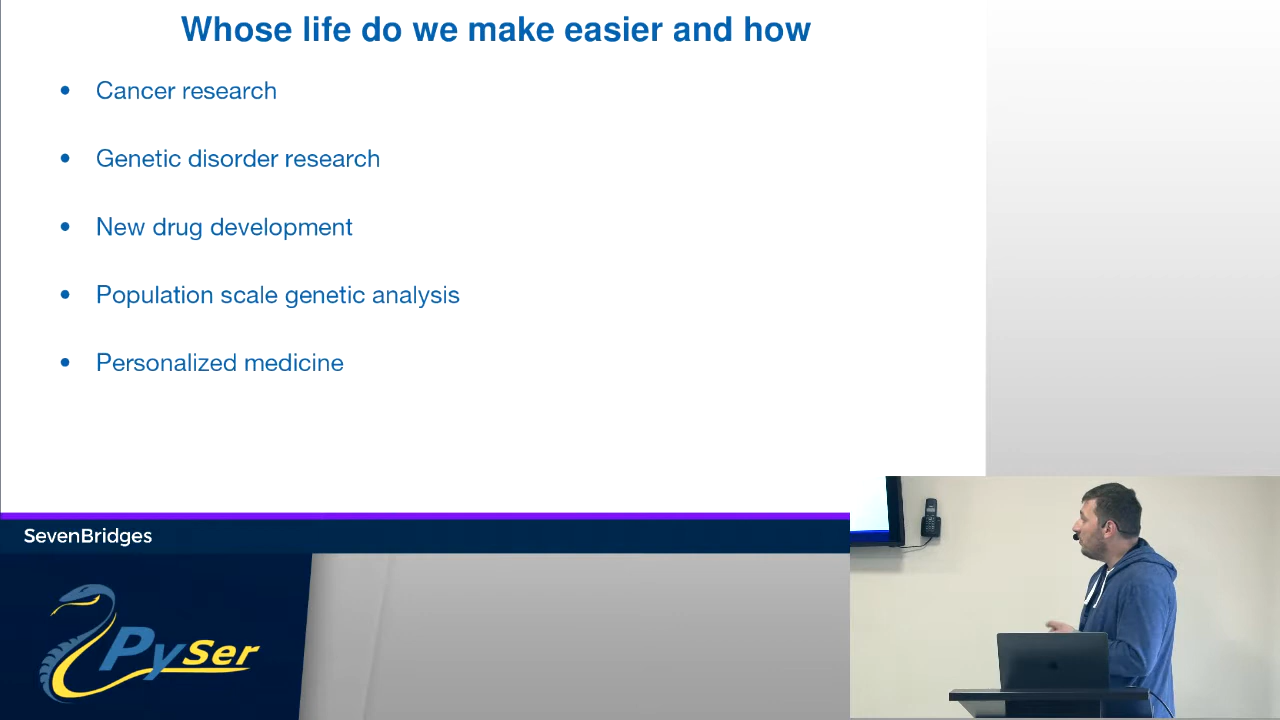 Whose life do we make easier and how
• Cancer research
• Genetic disorder research
• New drug development
• Population scale genetic analysis
• Personalized medicine
SevenBridges
PySer